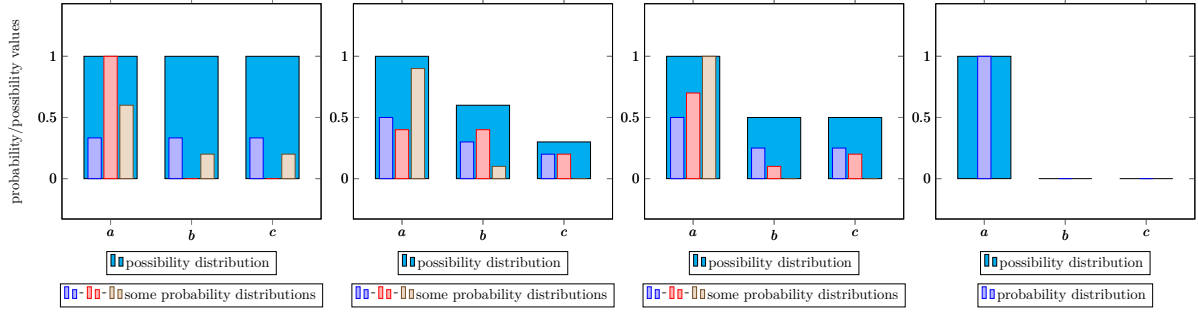 probability/possibility values
1
0.5
0
a b c
possibility distribution
- - some probability distributions
1
0.5
0
a b c
possibility distribution
- - some probability distributions
1
0.5
0
a b c
possibility distribution
- - some probability distributions
1
0.5
0
a b c
possibility distribution
probability distribution